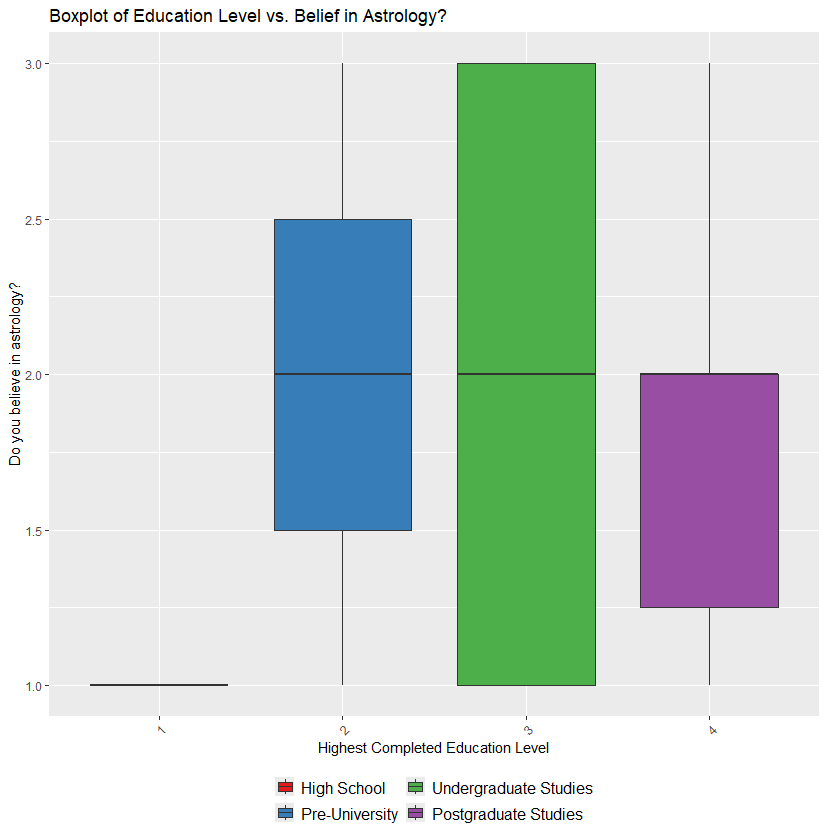 Boxplot of Education Level vs. Belief in Astrology?
3.0
2.5
2.0
1.5
1.0
Do you believe in astrology?
1 2 3 4
Highest Completed Education Level
High School Undergraduate Studies
Pre-University Postgraduate Studies